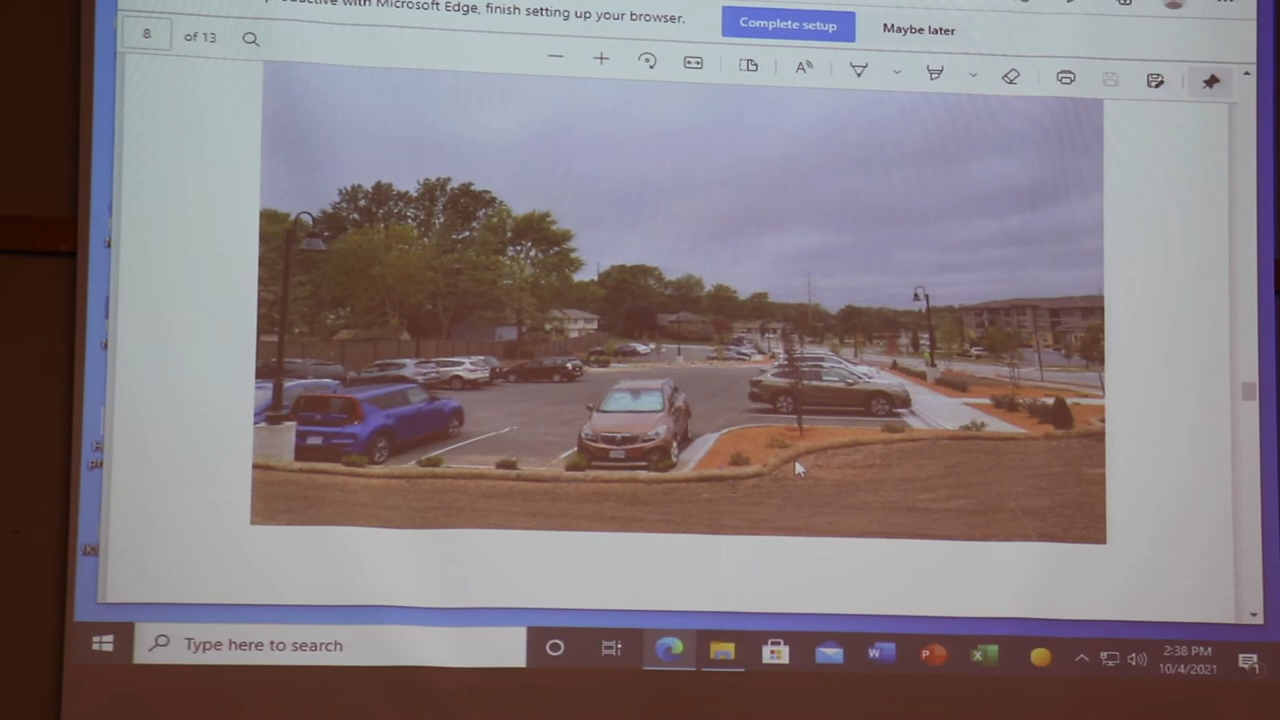 with Microsoft Edge, finish setting up your browser.
Complete setup
Maybe later
8 of 13
Type here to search
2:38 PM
10/4/2021